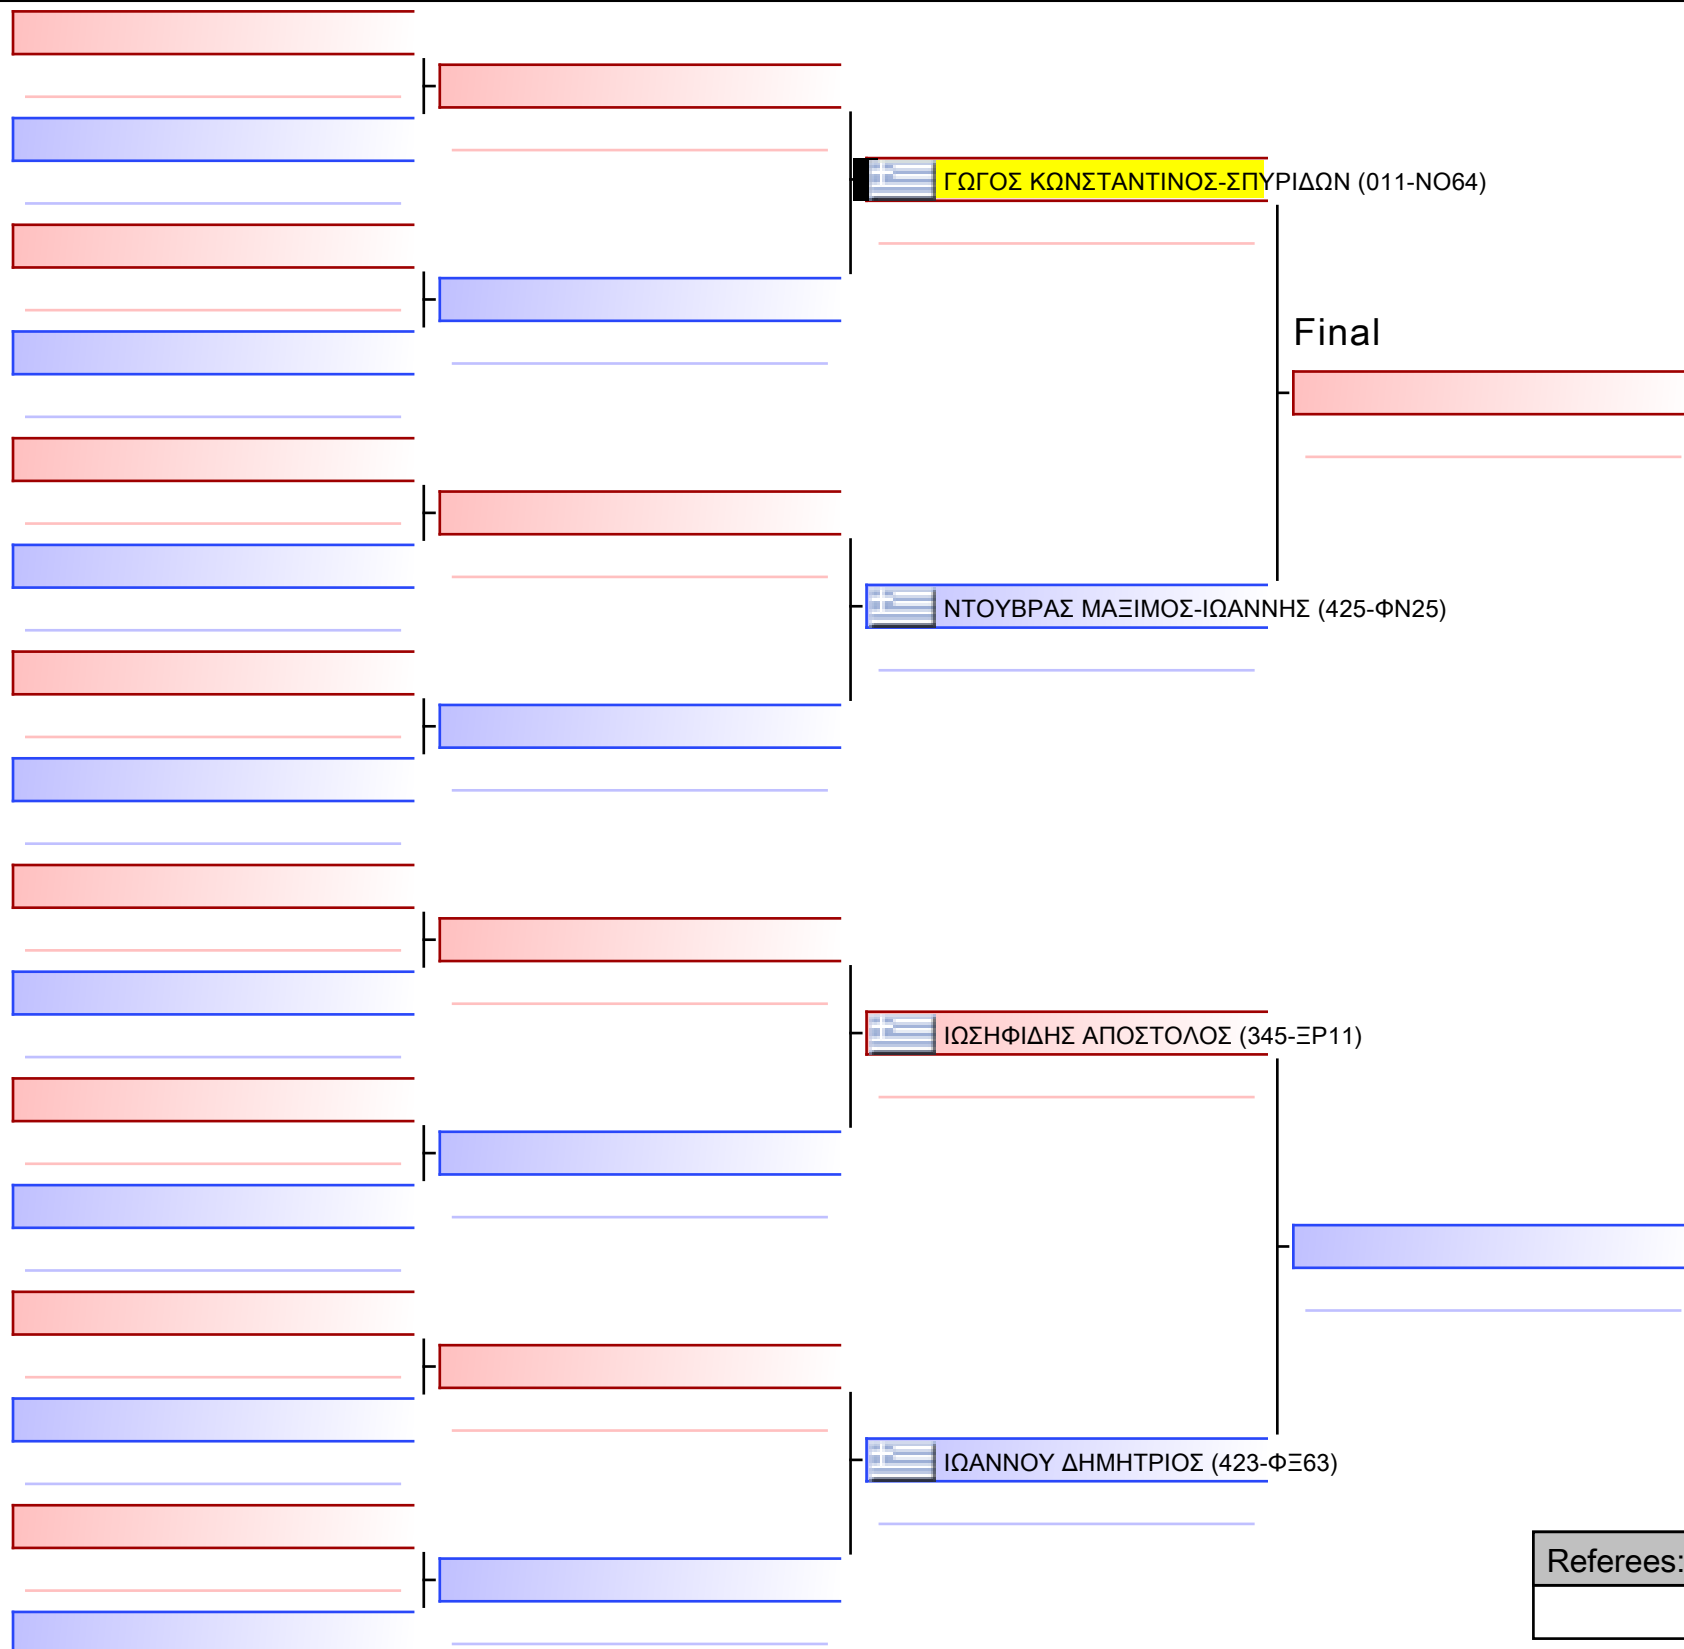 ΓΩΓΟΣ ΚΩΝΣΤΑΝΤΙΝΟΣ-ΣΠΥΡΙΔΩΝ (011-ΝΟ64)
Final
ΝΤΟΥΒΡΑΣ ΜΑΞΙΜΟΣ-ΙΩΑΝΝΗΣ (425-ΦΝ25)
ΙΩΣΗΦΙΔΗΣ ΑΠΟΣΤΟΛΟΣ (345-ΞΡ11)
ΙΩΑΝΝΟΥ ΔΗΜΗΤΡΙΟΣ (423-ΦΞ63)
Referees: